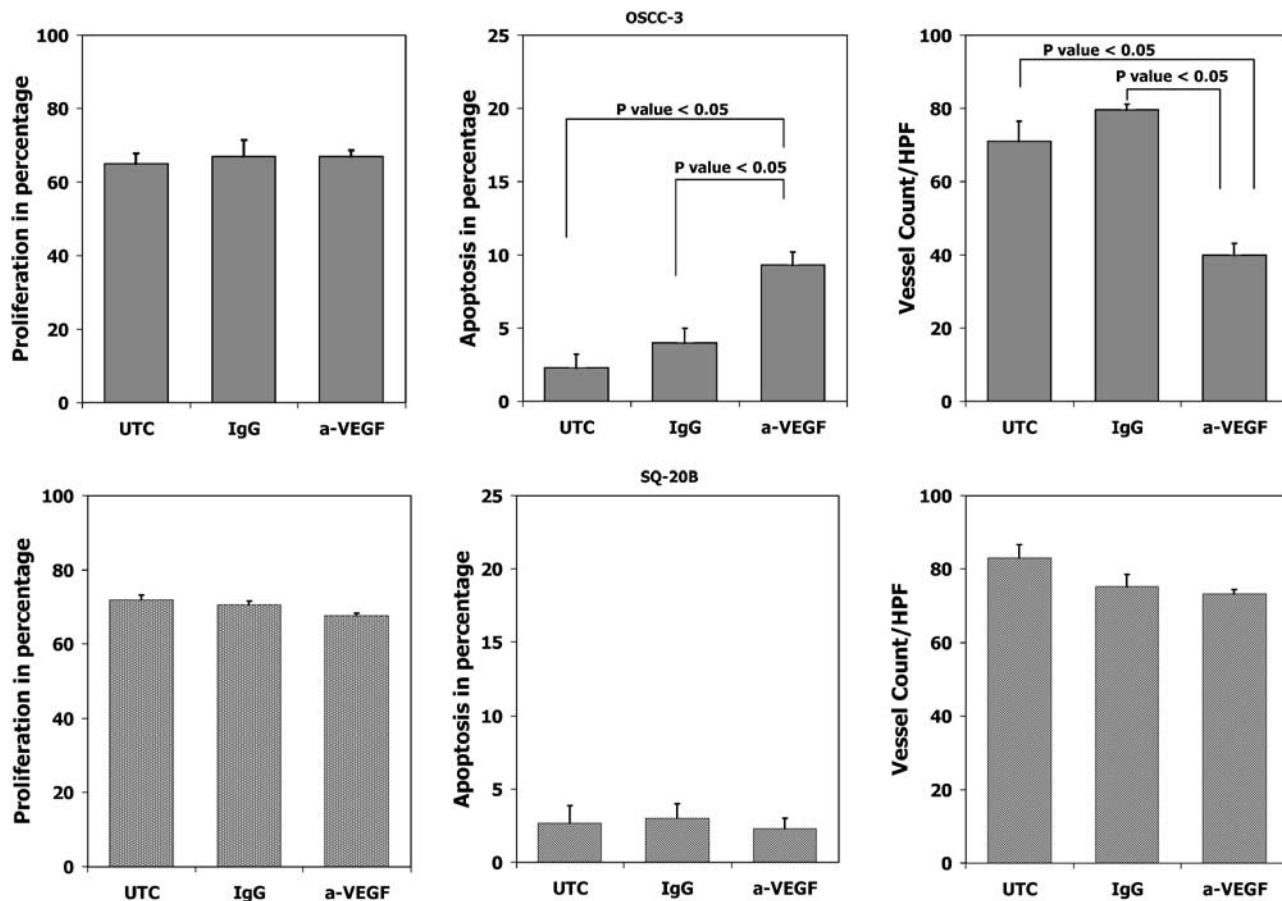 OSCC-3
Proliferation in percentage
100
80
60
40
20
0
UTC IgG a-VEGF
Apoptosis in percentage
25
20
15
10
5
0
P value < 0.05
P value < 0.05
UTC IgG a-VEGF
Vessel Count/HPF
100
80
60
40
20
0
P value < 0.05
P value < 0.05
UTC IgG a-VEGF
SQ-20B
Proliferation in percentage
100
80
60
40
20
0
UTC IgG a-VEGF
Apoptosis in percentage
25
20
15
10
5
0
UTC IgG a-VEGF
Vessel Count/HPF
100
80
60
40
20
0
UTC IgG a-VEGF